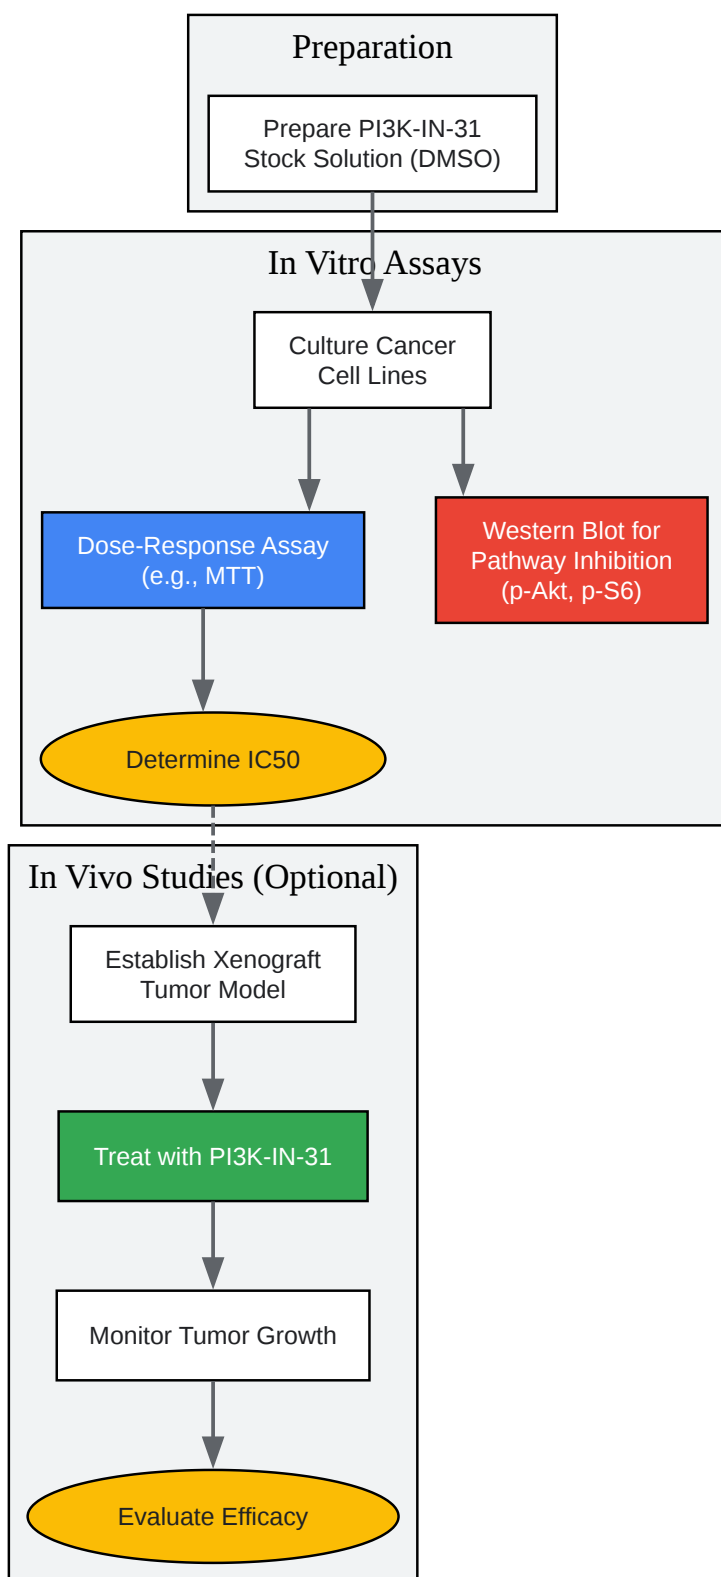 Preparation
Prepare PI3K-IN-31
Stock Solution (DMSO)
In Vitro Assays
Culture Cancer
Cell Lines
Dose-Response Assay
(e.g., MTT)
Western Blot for
Pathway Inhibition
(p-Akt, p-S6)
Determine IC50
In Vivo Studies (Optional)
Establish Xenograft
Tumor Model
Treat with PI3K-IN-31
Monitor Tumor Growth
Evaluate Efficacy